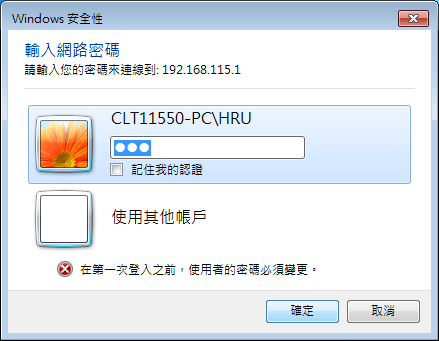 Windows 安全性
輸入網路密碼
請輸入您的密碼來連線到: 192.168.115.1
CLT11550-PC\HRU
●●●
記住我的認證
使用其他帳戶
在第一次登入之前，使用者的密碼必須變更。
確定
取消